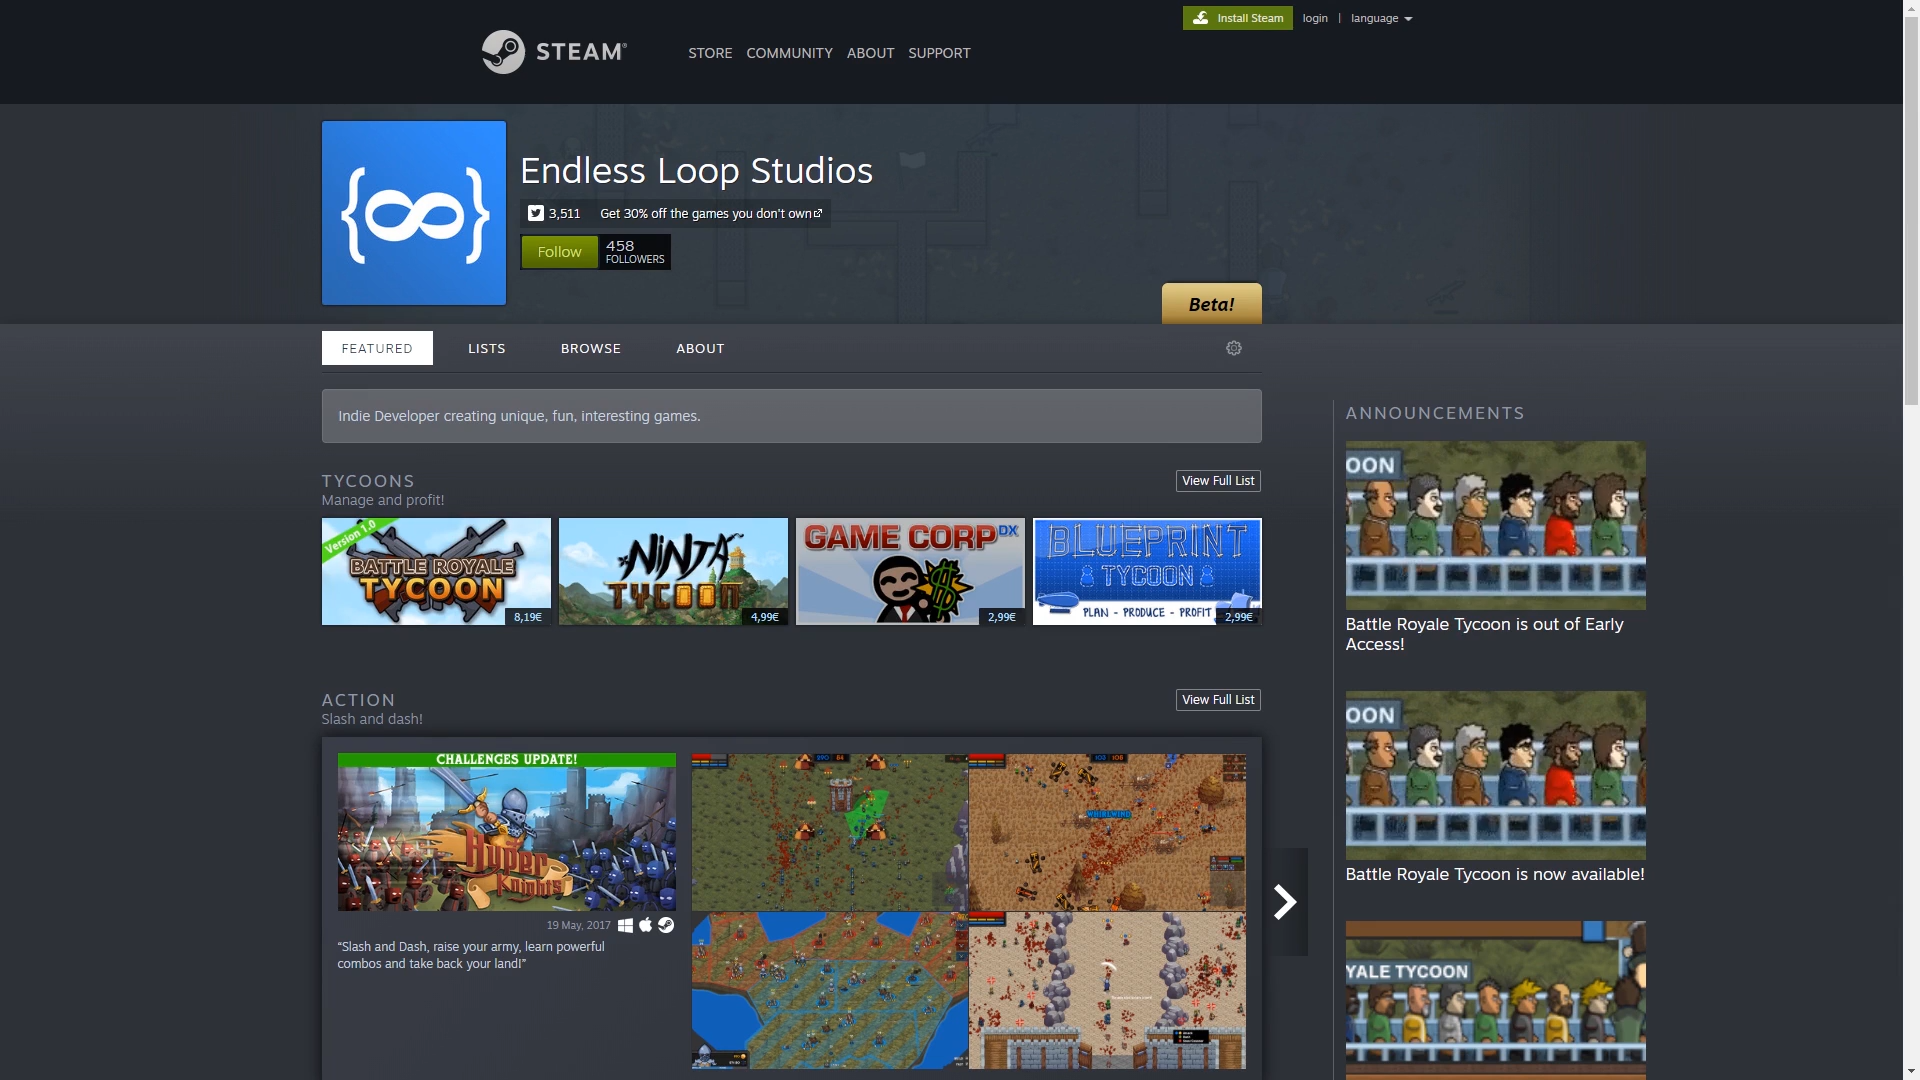 Install Steam
login | language
STEAM
STORE COMMUNITY ABOUT SUPPORT
Endless Loop Studios
3,511 Get 30% off the games you don't own
Follow
458
FOLLOWERS
Beta!
FEATURED LISTS BROWSE ABOUT
Indie Developer creating unique, fun, interesting games.
TYCOONS
Manage and profit!
View Full List
Version 1.0
BATTLE ROYALE
TYCOON
8,19€
NINJA
TYCOON
4,99€
GAME CORP DX
2,99€
BLUEPRINT
TYCOON
PLAN - PRODUCE - PROFIT
2,99€
ACTION
Slash and dash!
View Full List
CHALLENGES UPDATE!
Hyper
Knights
19 May, 2017
“Slash and Dash, raise your army, learn powerful
combos and take back your land!”
WHIRLWIND
ANNOUNCEMENTS
OON
Battle Royale Tycoon is out of Early
Access!
OON
Battle Royale Tycoon is now available!
YALE TYCOON